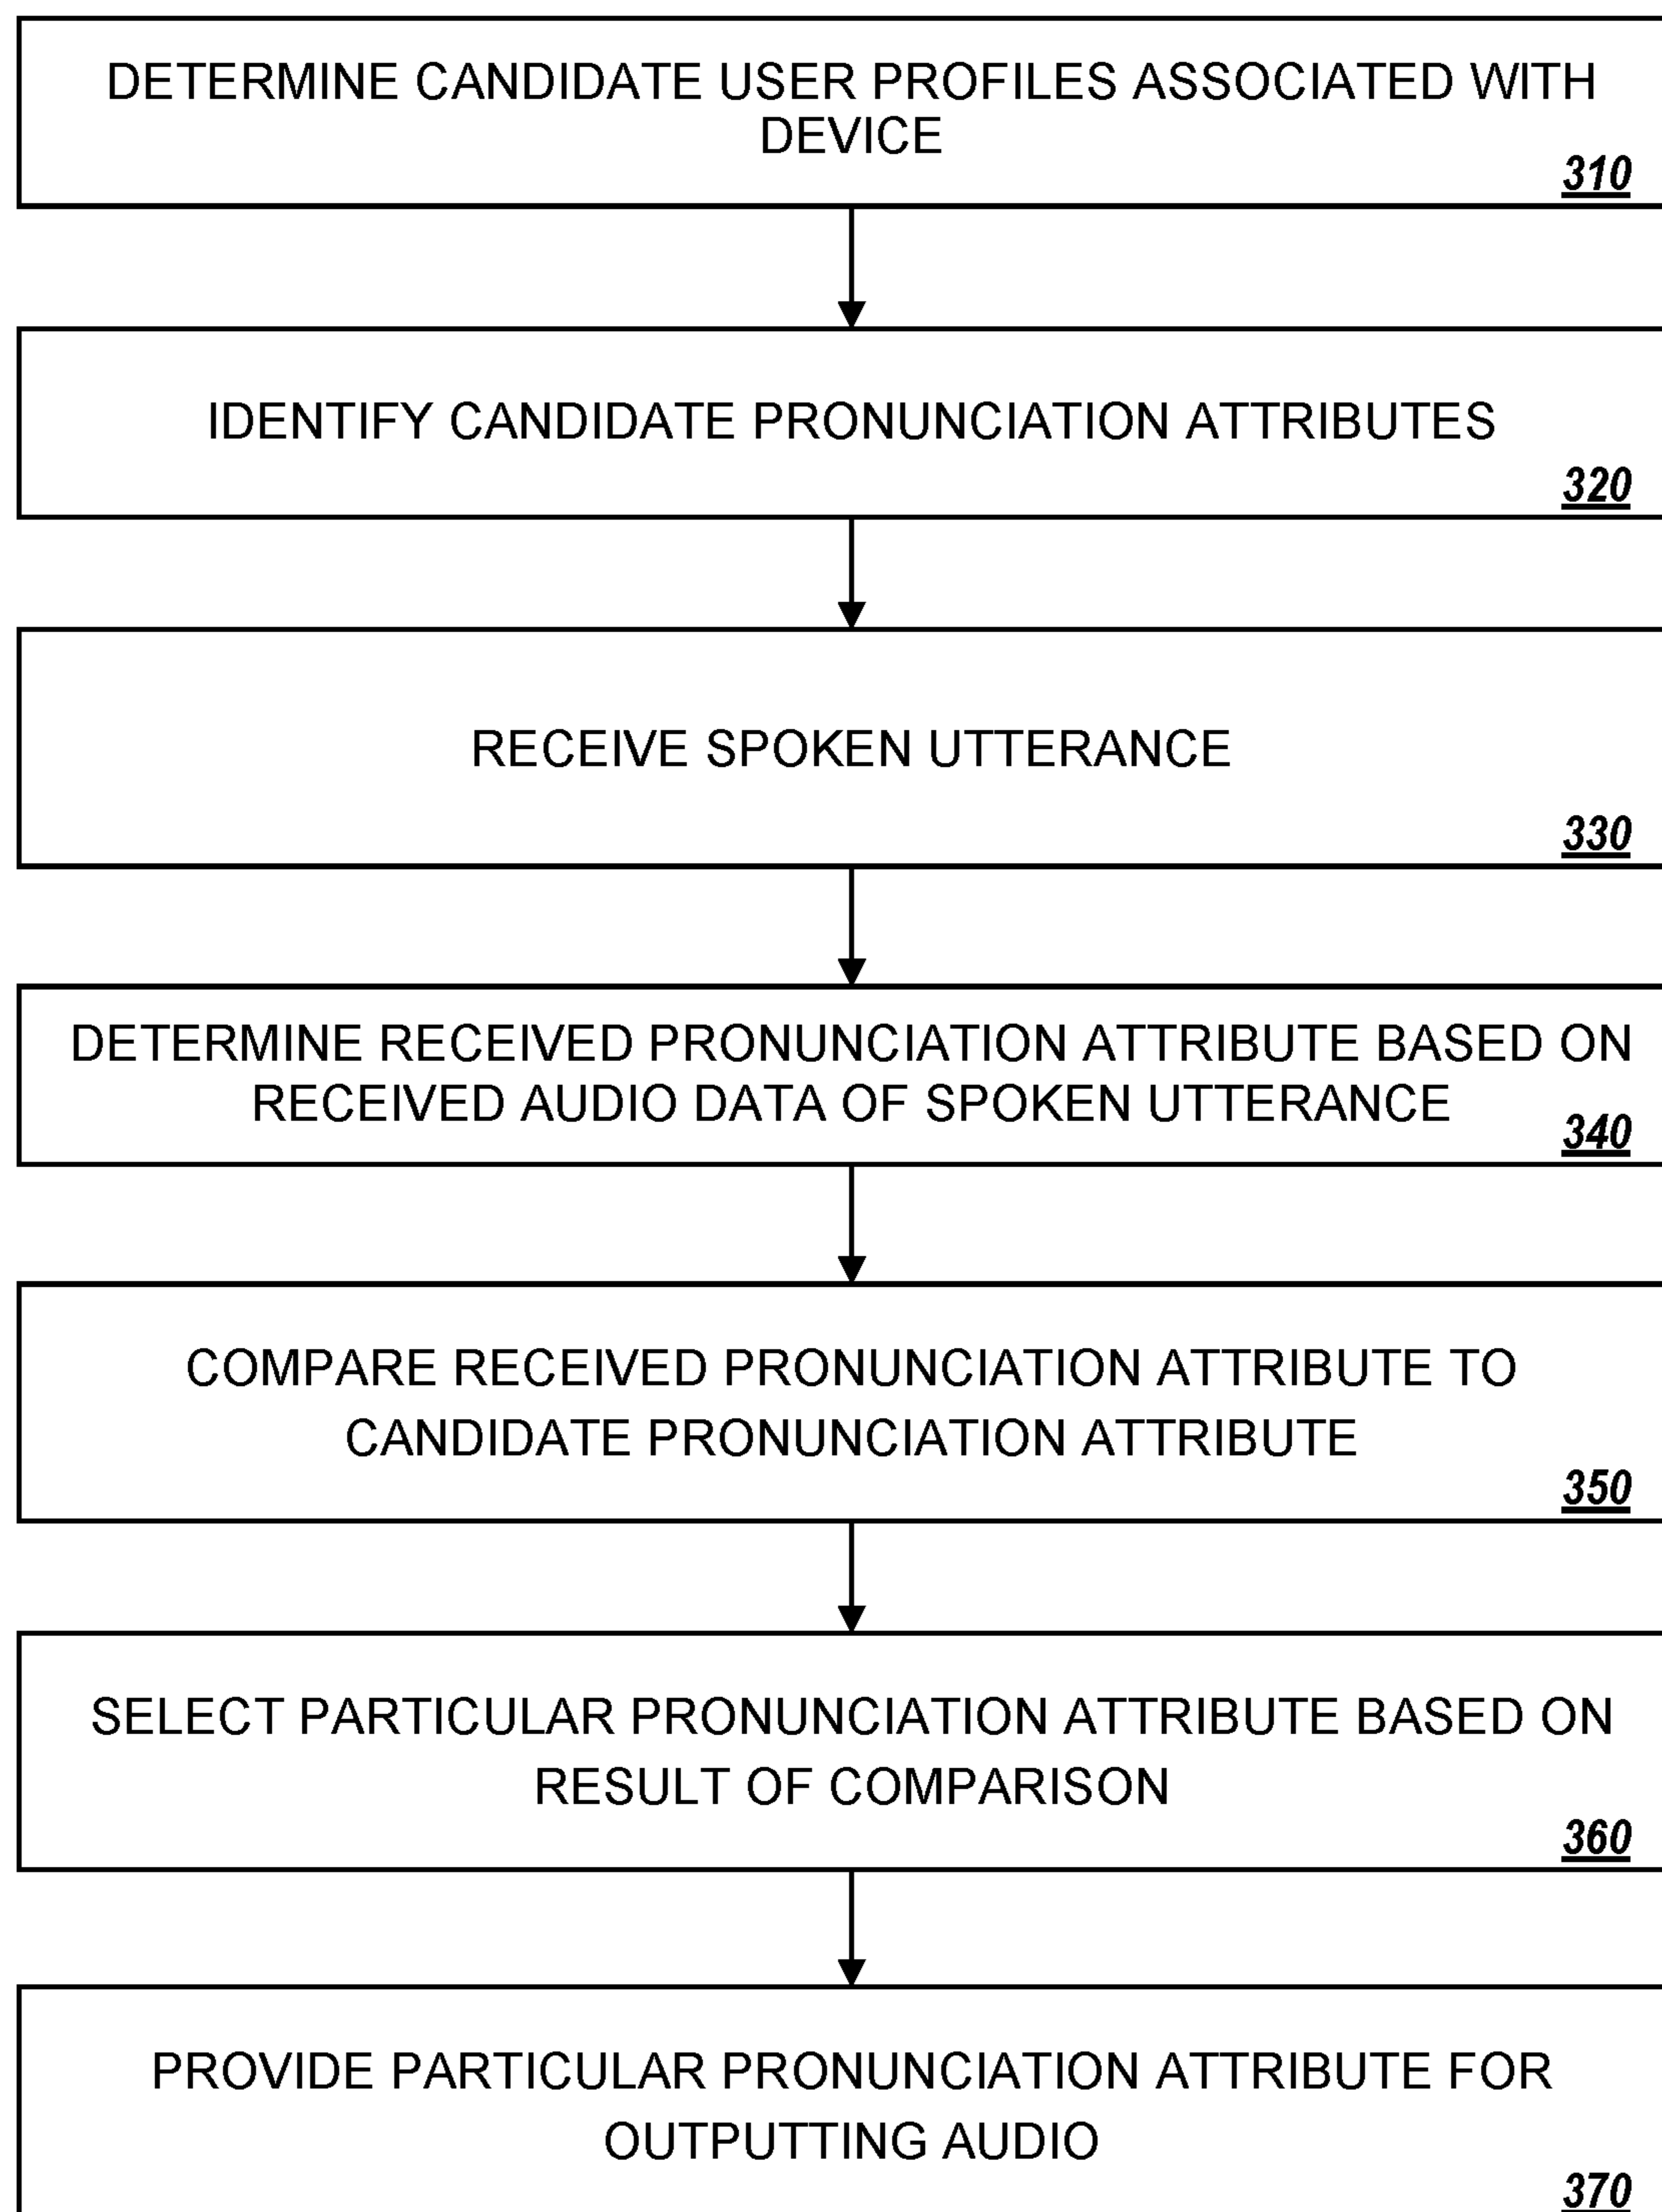 DETERMINE CANDIDATE USER PROFILES ASSOCIATED WITH
DEVICE
310
IDENTIFY CANDIDATE PRONUNCIATION ATTRIBUTES
320
RECEIVE SPOKEN UTTERANCE
330
DETERMINE RECEIVED PRONUNCIATION ATTRIBUTE BASED ON
RECEIVED AUDIO DATA OF SPOKEN UTTERANCE
340
COMPARE RECEIVED PRONUNCIATION ATTRIBUTE TO
CANDIDATE PRONUNCIATION ATTRIBUTE
350
SELECT PARTICULAR PRONUNCIATION ATTRIBUTE BASED ON
RESULT OF COMPARISON
360
PROVIDE PARTICULAR PRONUNCIATION ATTRIBUTE FOR
OUTPUTTING AUDIO
370